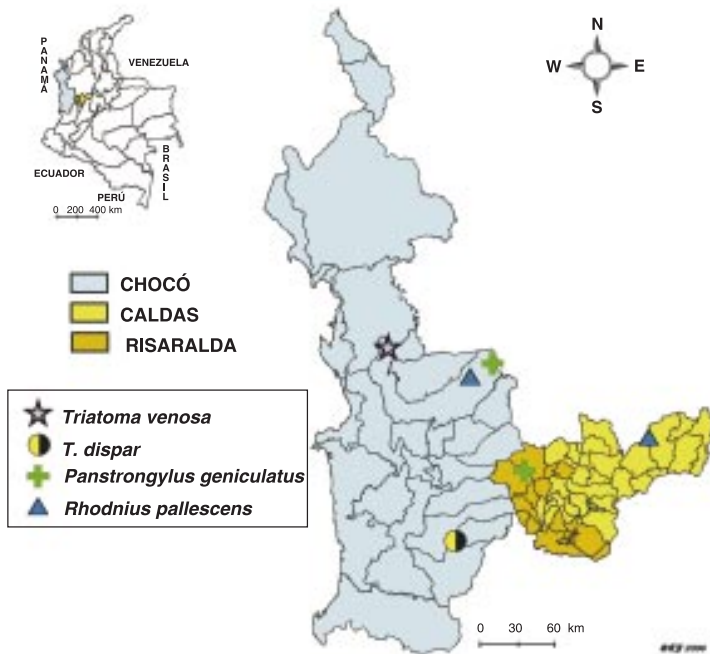 PANAMÁ
VENEZUELA
ECUADOR
PERÚ
BRASIL
0 200 400 km
N
W E
S
CHOCÓ
CALDAS
RISARALDA
Triatoma venosa
T. dispar
Panstrongylus geniculatus
Rhodnius pallescens
0 30 60 km